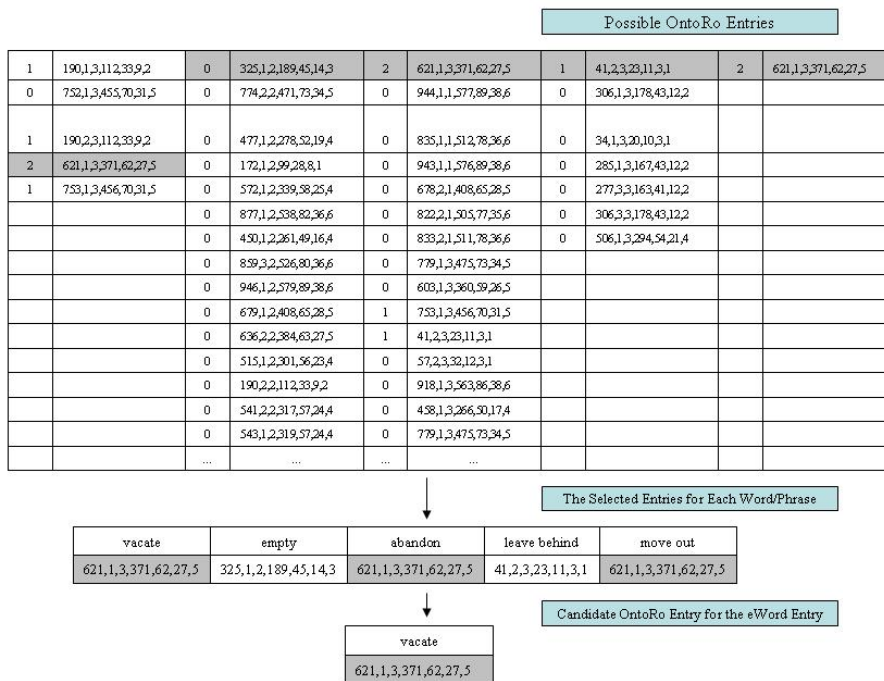 Possible OntoRo Entries
1 190,1,3,112,33,9,2 0 325,1,2,189,45,14,3 2 621,1,3,371,62,27,5 1 41,2,3,23,11,3,1 2 621,1,3,371,62,27,5
0 752,1,3,455,70,31,5 0 774,2,2,471,73,34,5 0 944,1,1,577,89,38,6 0 306,1,3,178,43,12,2
1 190,2,3,112,33,9,2 0 477,1,2,278,52,19,4 0 835,1,1,512,78,36,6 0 34,1,3,20,10,3,1
2 621,1,3,371,62,27,5 0 172,1,2,99,28,8,1 0 943,1,1,576,89,38,6 0 285,1,3,167,43,12,2
1 753,1,3,456,70,31,5 0 572,1,2,339,58,25,4 0 678,2,1,408,65,28,5 0 277,3,3,163,41,12,2
0 877,1,2,538,82,36,6 0 822,2,1,505,77,35,6 0 306,3,3,178,43,12,2
0 450,1,2,261,49,16,4 0 833,2,1,511,78,36,6 0 506,1,3,294,54,21,4
0 859,3,2,526,80,36,6 0 779,1,3,475,73,34,5
0 946,1,2,579,89,38,6 0 603,1,3,360,59,26,5
0 679,1,2,408,65,28,5 1 753,1,3,456,70,31,5
0 636,2,2,384,63,27,5 1 41,2,3,23,11,3,1
0 515,1,2,301,56,23,4 0 57,2,3,32,12,3,1
0 190,2,2,112,33,9,2 0 918,1,3,563,86,38,6
0 541,2,2,317,57,24,4 0 458,1,3,266,50,17,4
0 543,1,2,319,57,24,4 0 779,1,3,475,73,34,5
... ... ... ...
The Selected Entries for Each Word/Phrase
vacate empty abandon leave behind move out
621,1,3,371,62,27,5 325,1,2,189,45,14,3 621,1,3,371,62,27,5 41,2,3,23,11,3,1 621,1,3,371,62,27,5
Candidate OntoRo Entry for the eWord Entry
vacate
621,1,3,371,62,27,5